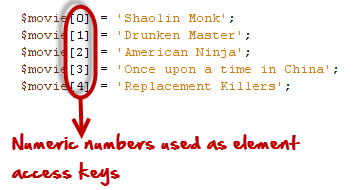 $movie[0] = 'Shaolin Monk';
$movie[1] = 'Drunken Master';
$movie[2] = 'American Ninja';
$movie[3] = 'Once upon a time in China';
$movie[4] = 'Replacement Killers';
Numeric numbers used as element
access keys